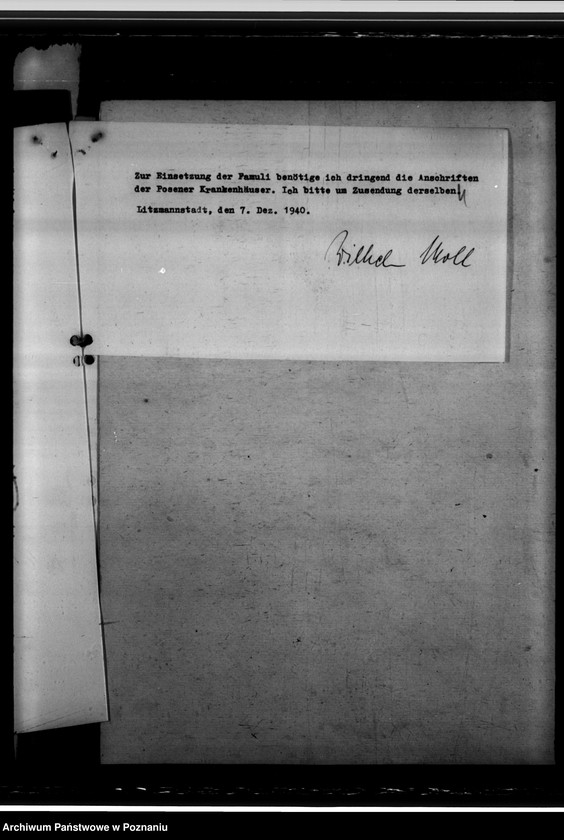 Zur Einsetzung der Famuli benötige ich dringend die Anschriften
der Posener Krankenhäuser. Ich bitte um Zusendung derselben.
Litzmannstadt, den 7. Dez. 1940.
Wilhelm Moll
Archiwum Państwowe w Poznaniu